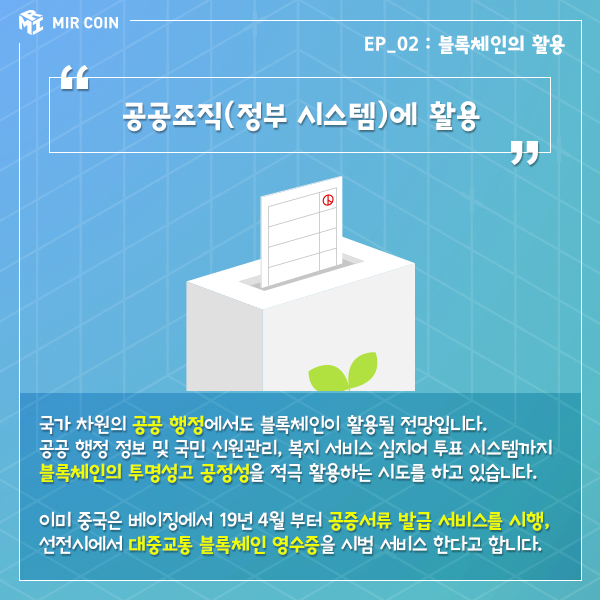 MIR COIN
EP_02 : 블록체인의 활용
“
공공조직(정부 시스템)에 활용
”
국가 차원의 공공 행정에서도 블록체인이 활용될 전망입니다.
공공 행정 정보 및 국민 신원관리, 복지 서비스 심지어 투표 시스템까지
블록체인의 투명성고 공정성을 적극 활용하는 시도를 하고 있습니다.
이미 중국은 베이징에서 19년 4월 부터 공증서류 발급 서비스를 시행,
선전시에서 대중교통 블록체인 영수증을 시범 서비스 한다고 합니다.